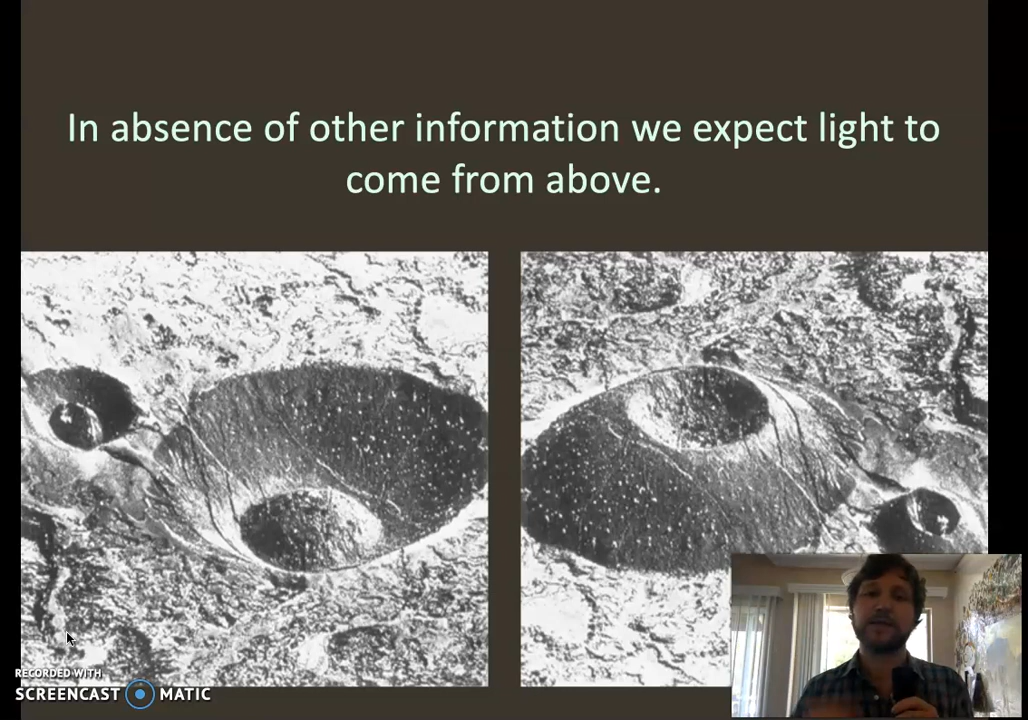 In absence of other information we expect light to
come from above.
RECORDED WITH
SCREENCAST MATIC